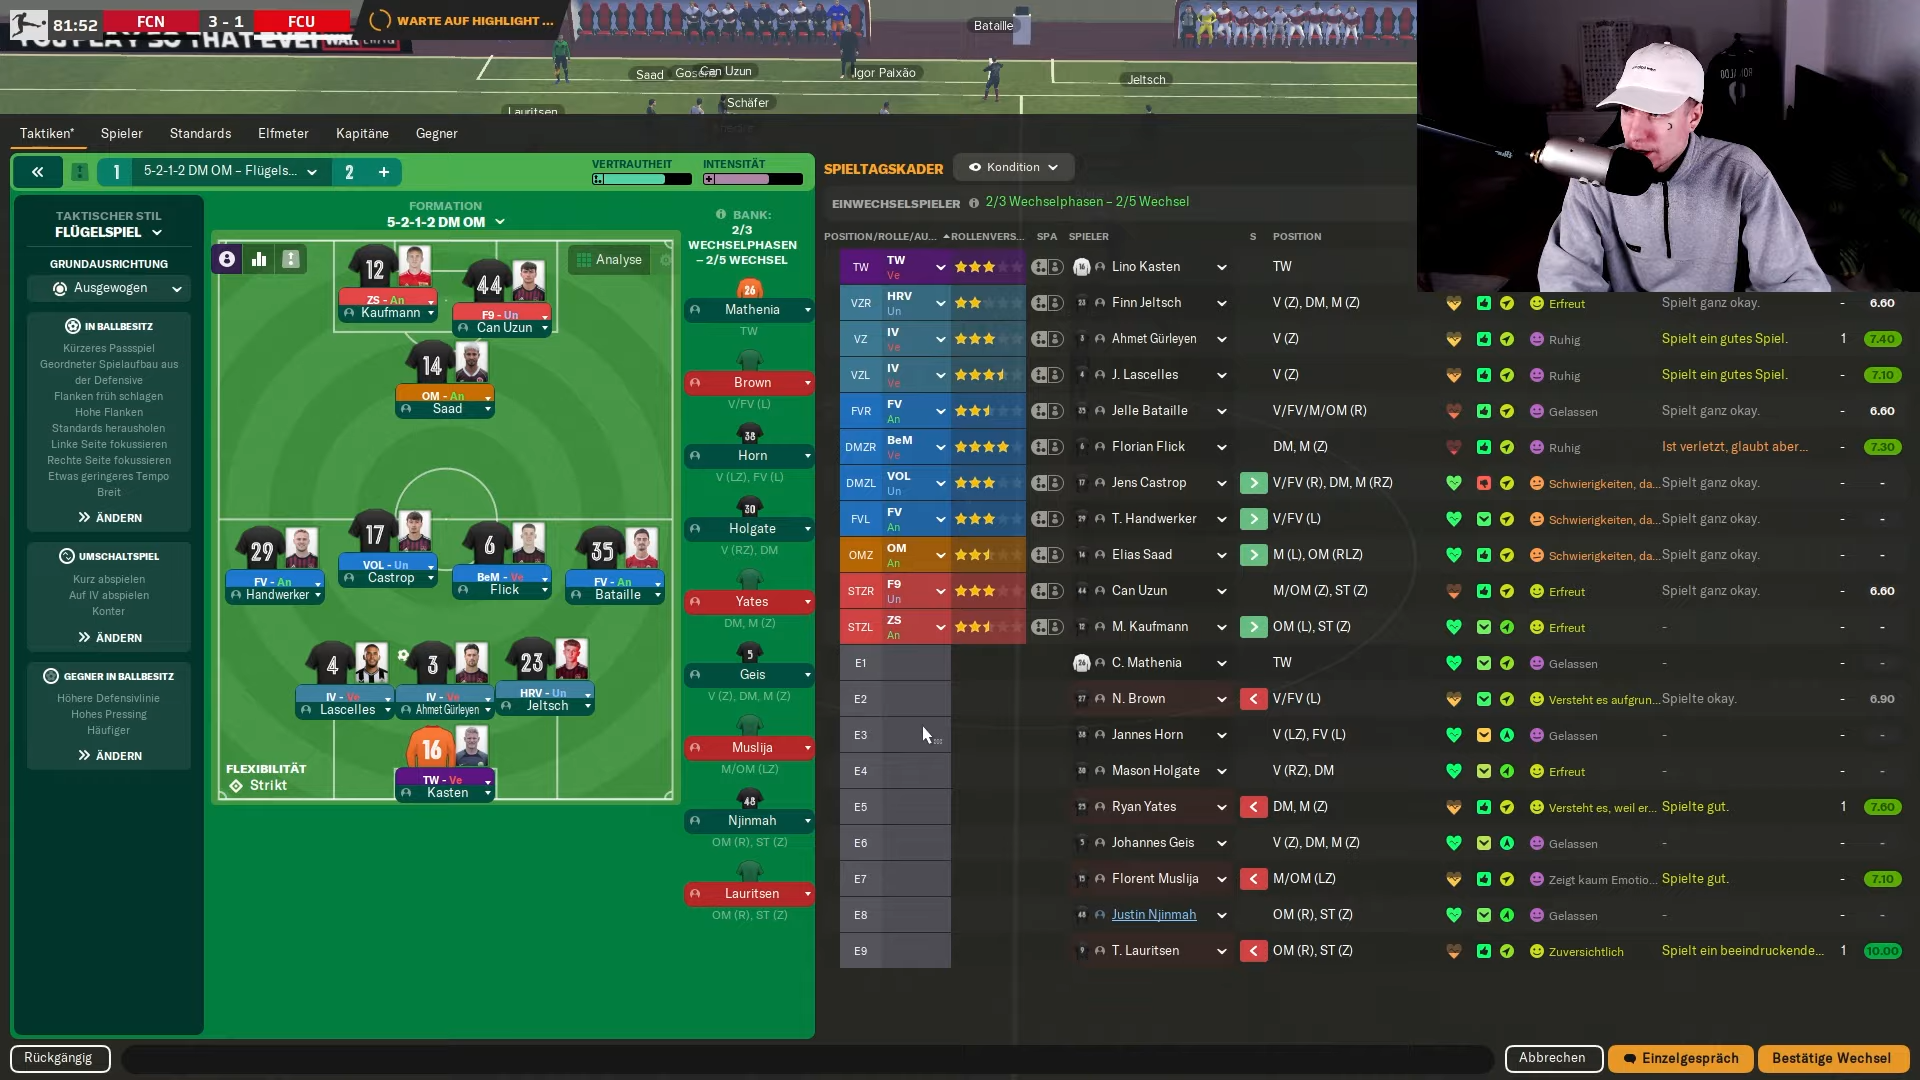 81:52 FCN 3 - 1 FCU WARTE AUF HIGHLIGHT ...
Bataille
Saad Can Uzun Igor Paixão Jeltsch
Schäfer
Lauritsen
Taktiken* Spieler Standards Elfmeter Kapitäne Gegner
1 5-2-1-2 DM OM – Flügels... 2 +
VERTRAUTHEIT INTENSITÄT
TAKTISCHER STIL
FLÜGELSPIEL
GRUNDAUSRICHTUNG
Ausgewogen
IN BALLBESITZ
Kürzeres Passspiel
Geordneter Spielaufbau aus
der Defensive
Flanken früh schlagen
Hohe Flanken
Standards herausholen
Linke Seite fokussieren
Rechte Seite fokussieren
Etwas geringeres Tempo
Breit
ÄNDERN
UMSCHALTSPIEL
Kurz abspielen
Auf IV abspielen
Konter
ÄNDERN
GEGNER IN BALLBESITZ
Höhere Defensivlinie
Hohes Pressing
Häufiger
ÄNDERN
FORMATION
5-2-1-2 DM OM
Analyse
12
ZS - An
Kaufmann
44
F9 - Un
Can Uzun
14
OM - An
Saad
29
FV - An
Handwerker
17
VOL - Un
Castrop
6
BeM - Ve
Flick
35
FV - An
Bataille
4
IV - Ve
Lascelles
3
IV - Ve
Ahmet Gürleyen
23
HRV - Un
Jeltsch
16
TW - Ve
Kasten
FLEXIBILITÄT
Strikt
BANK:
2/3
WECHSELPHASEN
– 2/5 WECHSEL
26
Mathenia
TW
Brown
V/FV (L)
38
Horn
V (LZ), FV (L)
30
Holgate
V (RZ), DM
Yates
DM, M (Z)
5
Geis
V (Z), DM, M (Z)
Muslija
M/OM (LZ)
48
Njinmah
OM (R), ST (Z)
Lauritsen
OM (R), ST (Z)
SPIELTAGSKADER Kondition
EINWECHSELSPIELER 2/3 Wechselphasen – 2/5 Wechsel
POSITION/ROLLE/AU... ROLLENVERS... SPA SPIELER S POSITION
TW TW Ve Lino Kasten TW
VZR HRV Un Finn Jeltsch V (Z), DM, M (Z) Erfreut Spielt ganz okay. - 6.60
VZ IV Ve Ahmet Gürleyen V (Z) Ruhig Spielt ein gutes Spiel. 1 7.40
VZL IV Ve J. Lascelles V (Z) Ruhig Spielt ein gutes Spiel. - 7.10
FVR FV An Jelle Bataille V/FV/M/OM (R) Gelassen Spielt ganz okay. - 6.60
DMZR BeM Ve Florian Flick DM, M (Z) Ruhig Ist verletzt, glaubt aber... - 7.30
DMZL VOL Un Jens Castrop V/FV (R), DM, M (RZ) Schwierigkeiten, da... Spielt ganz okay. - -
FVL FV An T. Handwerker V/FV (L) Schwierigkeiten, da... Spielt ganz okay. - -
OMZ OM An Elias Saad M (L), OM (RLZ) Schwierigkeiten, da... Spielt ganz okay. - -
STZR F9 Un Can Uzun M/OM (Z), ST (Z) Erfreut Spielt ganz okay. - 6.60
STZL ZS An M. Kaufmann OM (L), ST (Z) Erfreut - - -
E1 C. Mathenia TW Gelassen - - -
E2 N. Brown V/FV (L) Versteht es aufgrun... Spielte okay. - 6.90
E3 Jannes Horn V (LZ), FV (L) Gelassen - - -
E4 Mason Holgate V (RZ), DM Erfreut - - -
E5 Ryan Yates DM, M (Z) Versteht es, weil er... Spielte gut. 1 7.60
E6 Johannes Geis V (Z), DM, M (Z) Gelassen - - -
E7 Florent Muslija M/OM (LZ) Zeigt kaum Emotio... Spielte gut. - 7.10
E8 Justin Njinmah OM (R), ST (Z) Gelassen - - -
E9 T. Lauritsen OM (R), ST (Z) Zuversichtlich Spielt ein beeindruckende... 1 10.00
Rückgängig Abbrechen Einzelgespräch Bestätige Wechsel